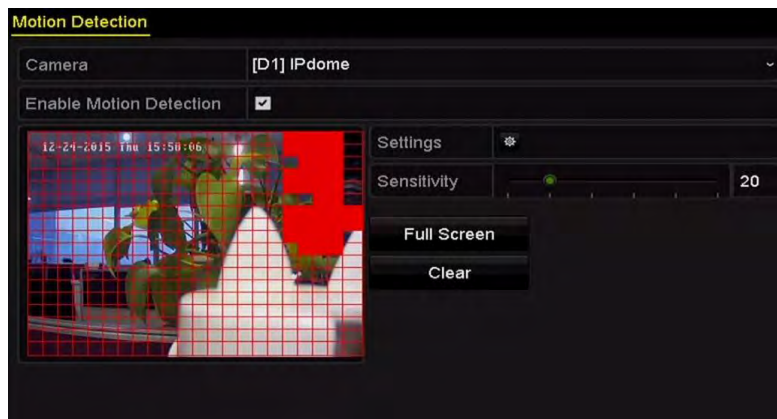 Motion Detection
Camera [D1] IPdome
Enable Motion Detection
12-24-2015 Thu 15:50:06
Settings
Sensitivity 20
Full Screen
Clear